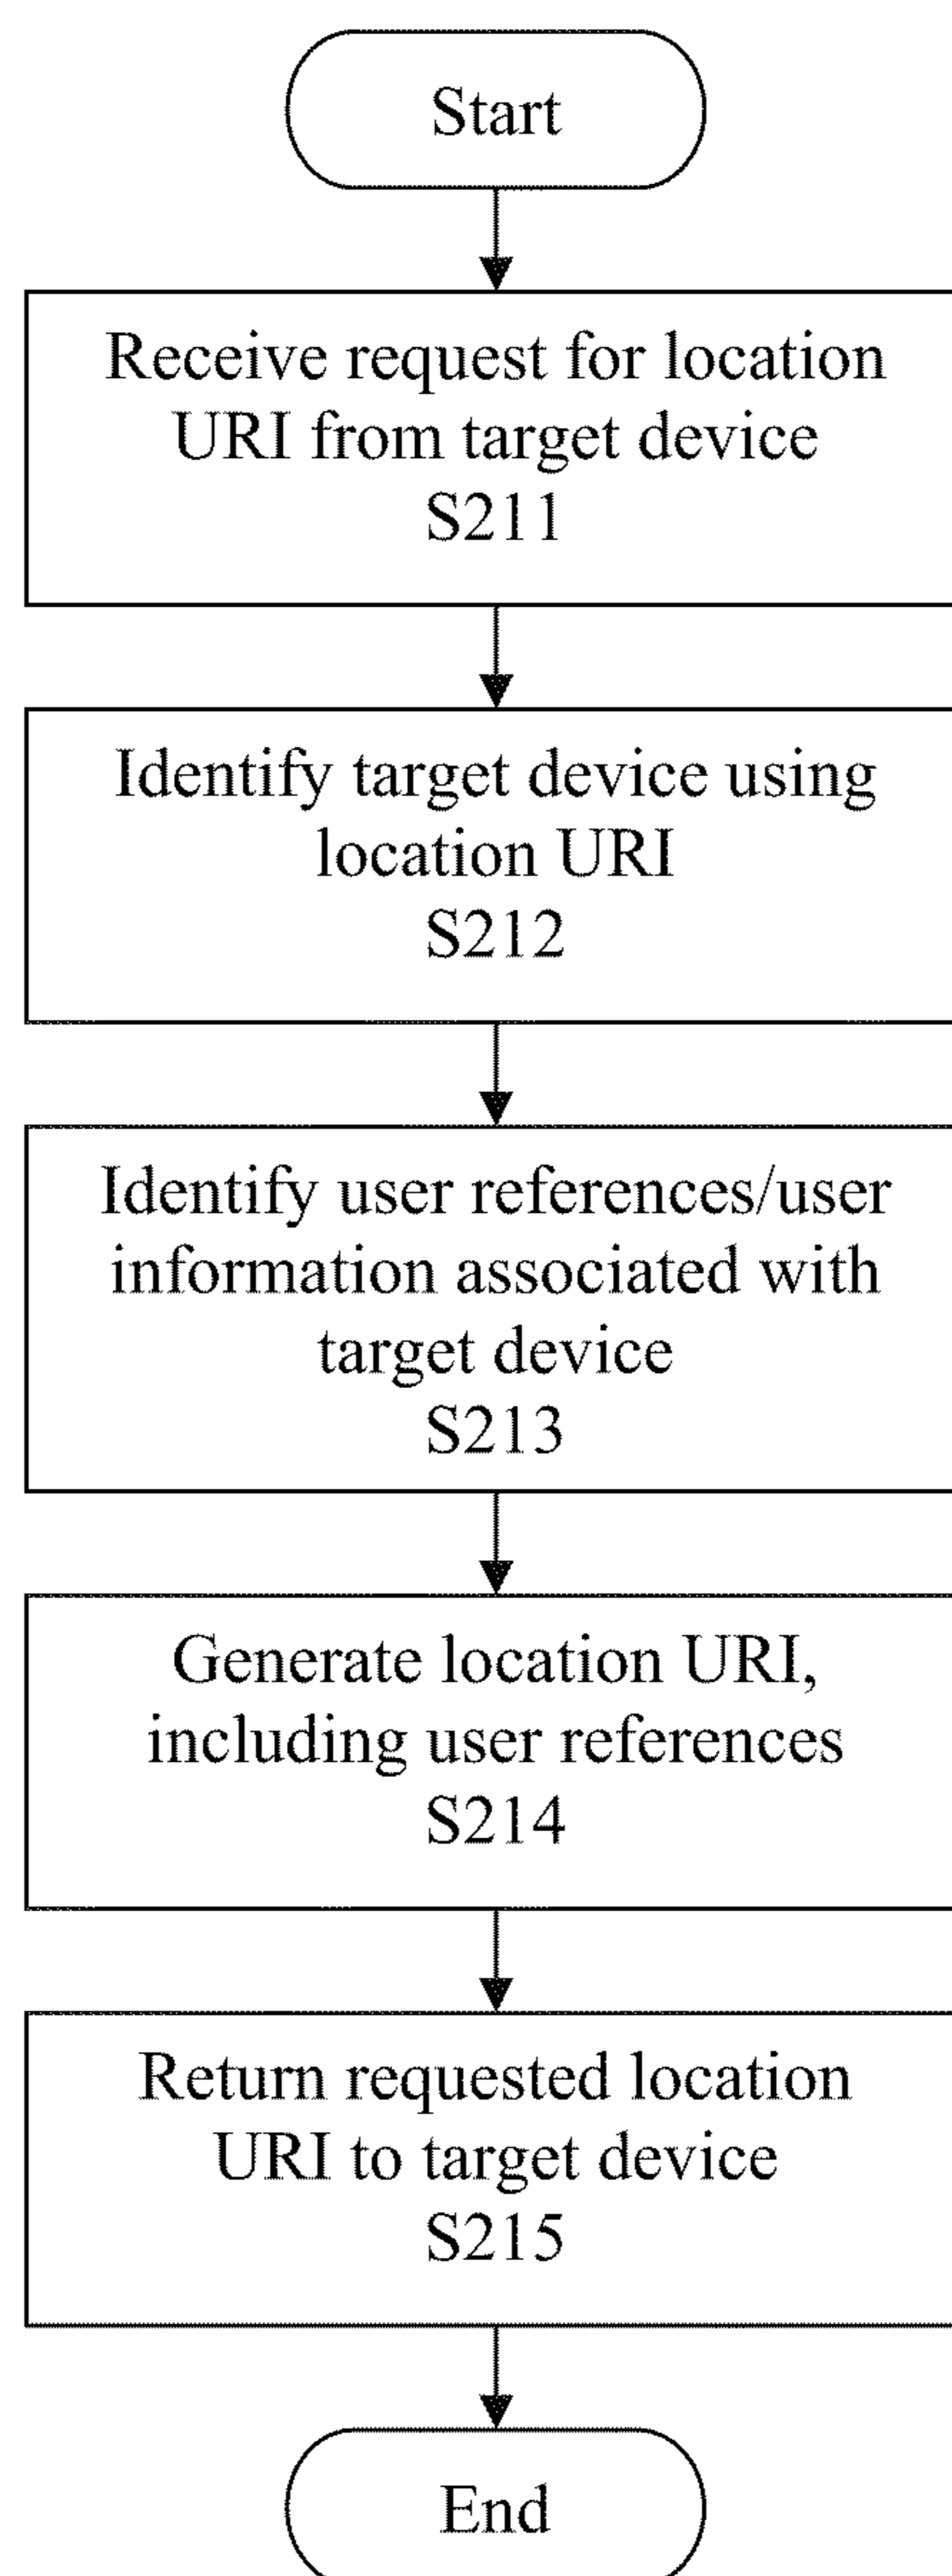 Start
Receive request for location
URI from target device
S211
Identify target device using
location URI
S212
Identify user references/user
information associated with
target device
S213
Generate location URI,
including user references
S214
Return requested location
URI to target device
S215
End